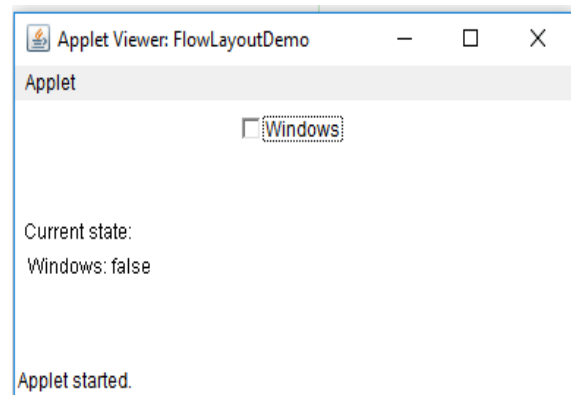 Applet Viewer: FlowLayoutDemo
Applet
Windows
Current state:
Windows: false
Applet started.